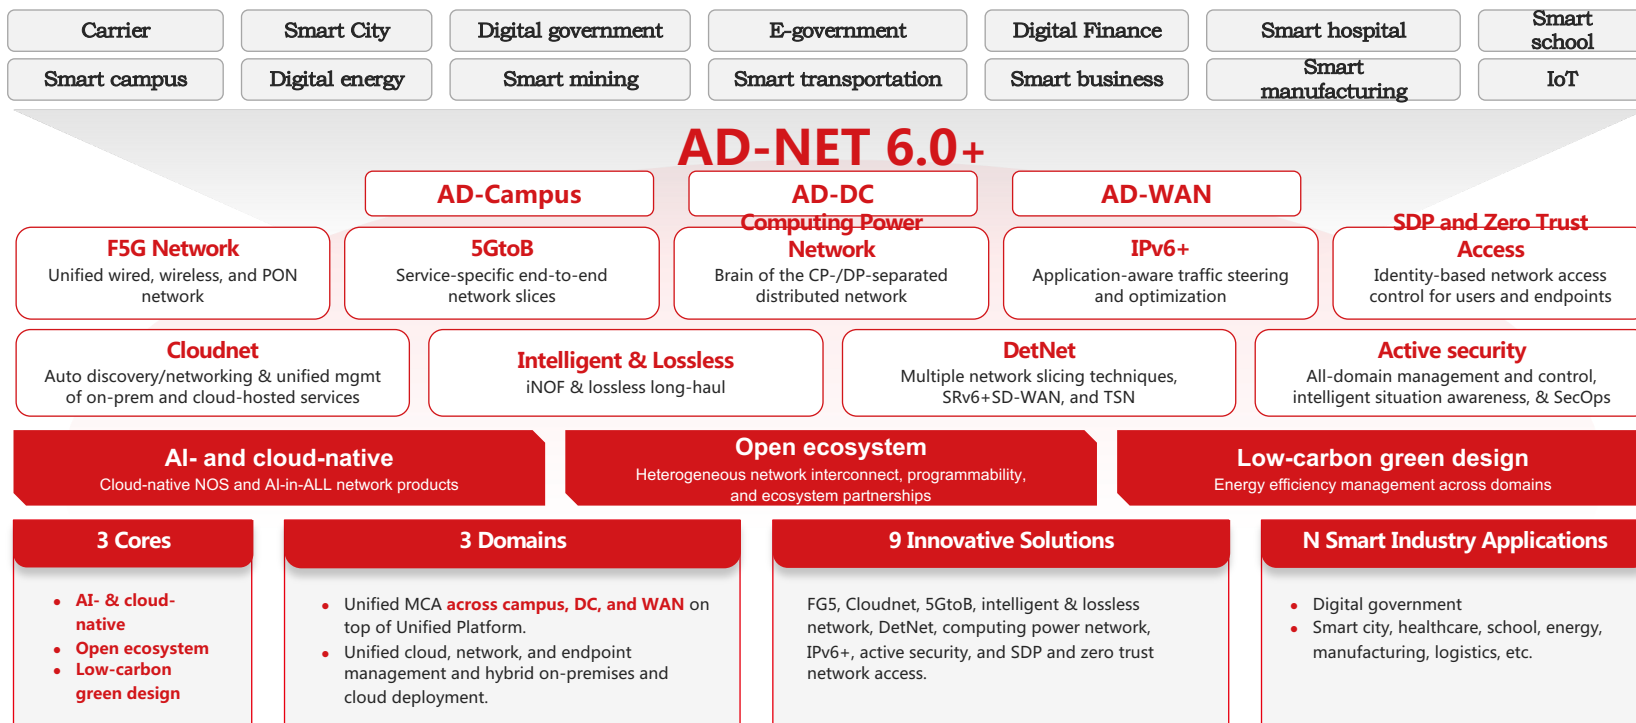 Carrier
Smart City
Digital government
E-government
Digital Finance
Smart hospital
Smart
school
Smart campus
Digital energy
Smart mining
Smart transportation
Smart business
Smart
manufacturing
IoT
AD-NET 6.0+
AD-Campus
AD-DC
AD-WAN
F5G Network
Unified wired, wireless, and PON
network
5GtoB
Service-specific end-to-end
network slices
Computing Power
Network
Brain of the CP-/DP-separated
distributed network
IPv6+
Application-aware traffic steering
and optimization
SDP and Zero Trust
Access
Identity-based network access
control for users and endpoints
Cloudnet
Auto discovery/networking & unified mgmt
of on-prem and cloud-hosted services
Intelligent & Lossless
iNOF & lossless long-haul
DetNet
Multiple network slicing techniques,
SRv6+SD-WAN, and TSN
Active security
All-domain management and control,
intelligent situation awareness, & SecOps
AI- and cloud-native
Cloud-native NOS and AI-in-ALL network products
Open ecosystem
Heterogeneous network interconnect, programmability,
and ecosystem partnerships
Low-carbon green design
Energy efficiency management across domains
3 Cores
• AI- & cloud-
native
• Open ecosystem
• Low-carbon
green design
3 Domains
• Unified MCA across campus, DC, and WAN on
top of Unified Platform.
• Unified cloud, network, and endpoint
management and hybrid on-premises and
cloud deployment.
9 Innovative Solutions
FG5, Cloudnet, 5GtoB, intelligent & lossless
network, DetNet, computing power network,
IPv6+, active security, and SDP and zero trust
network access.
N Smart Industry Applications
• Digital government
• Smart city, healthcare, school, energy,
manufacturing, logistics, etc.